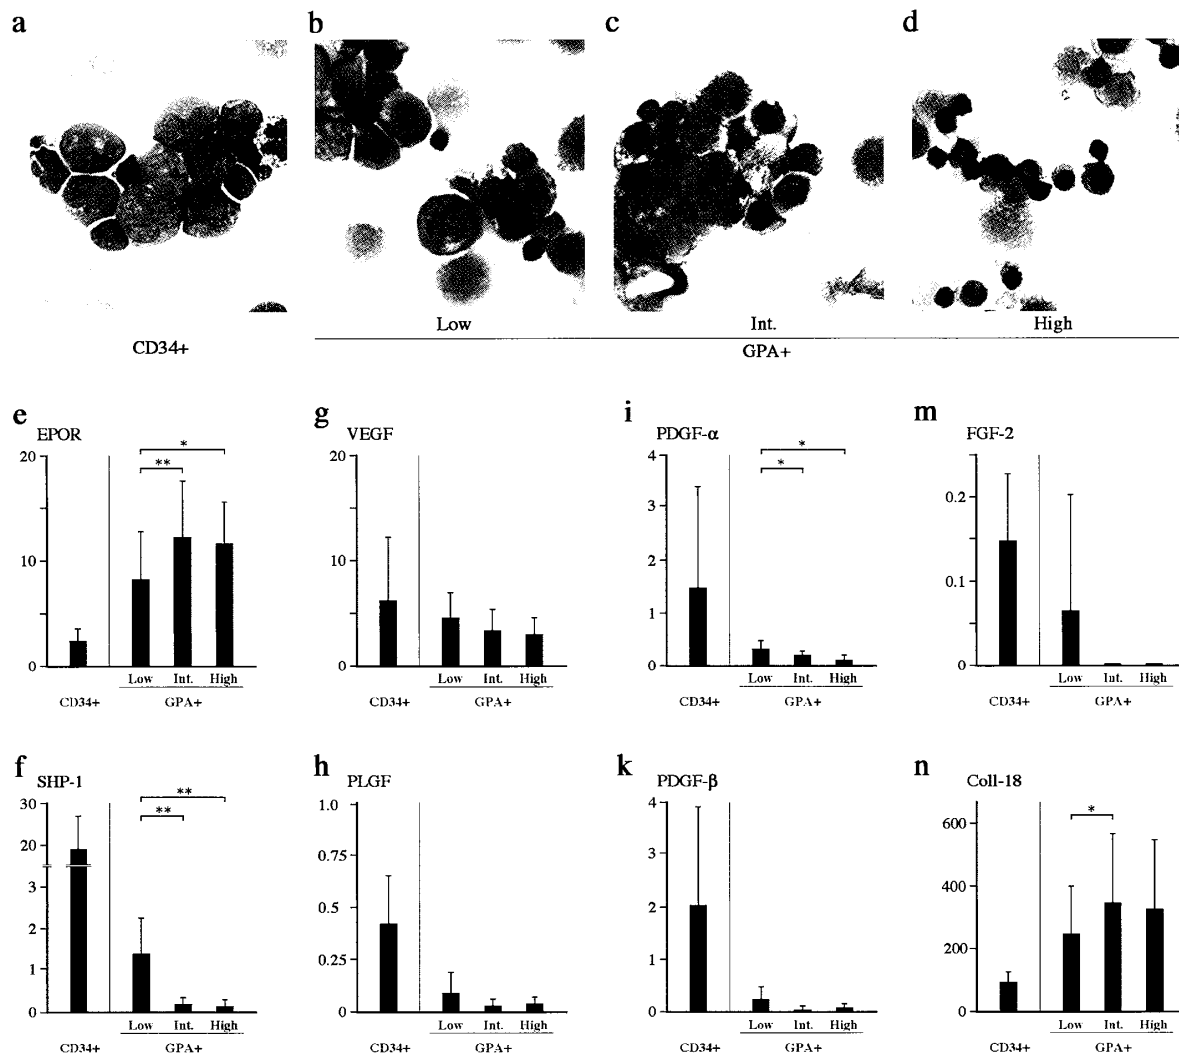 a b c d
Low Int. High
CD34+ GPA+
e g i m
EPOR VEGF PDGF-α FGF-2
* *
** *
20 20 4 0.2
3
10 10 2 0.1
1
0 0 0 0
Low Int. High Low Int. High Low Int. High Low Int. High
CD34+ GPA+ CD34+ GPA+ CD34+ GPA+ CD34+ GPA+
f h k n
SHP-1 PLGF PDGF-β Coll-18
** *
**
30 1.0 4 600
20 0.75 3
3 400
2 0.5 2
1 0.25 1 200
0 0 0 0
Low Int. High Low Int. High Low Int. High Low Int. High
CD34+ GPA+ CD34+ GPA+ CD34+ GPA+ CD34+ GPA+